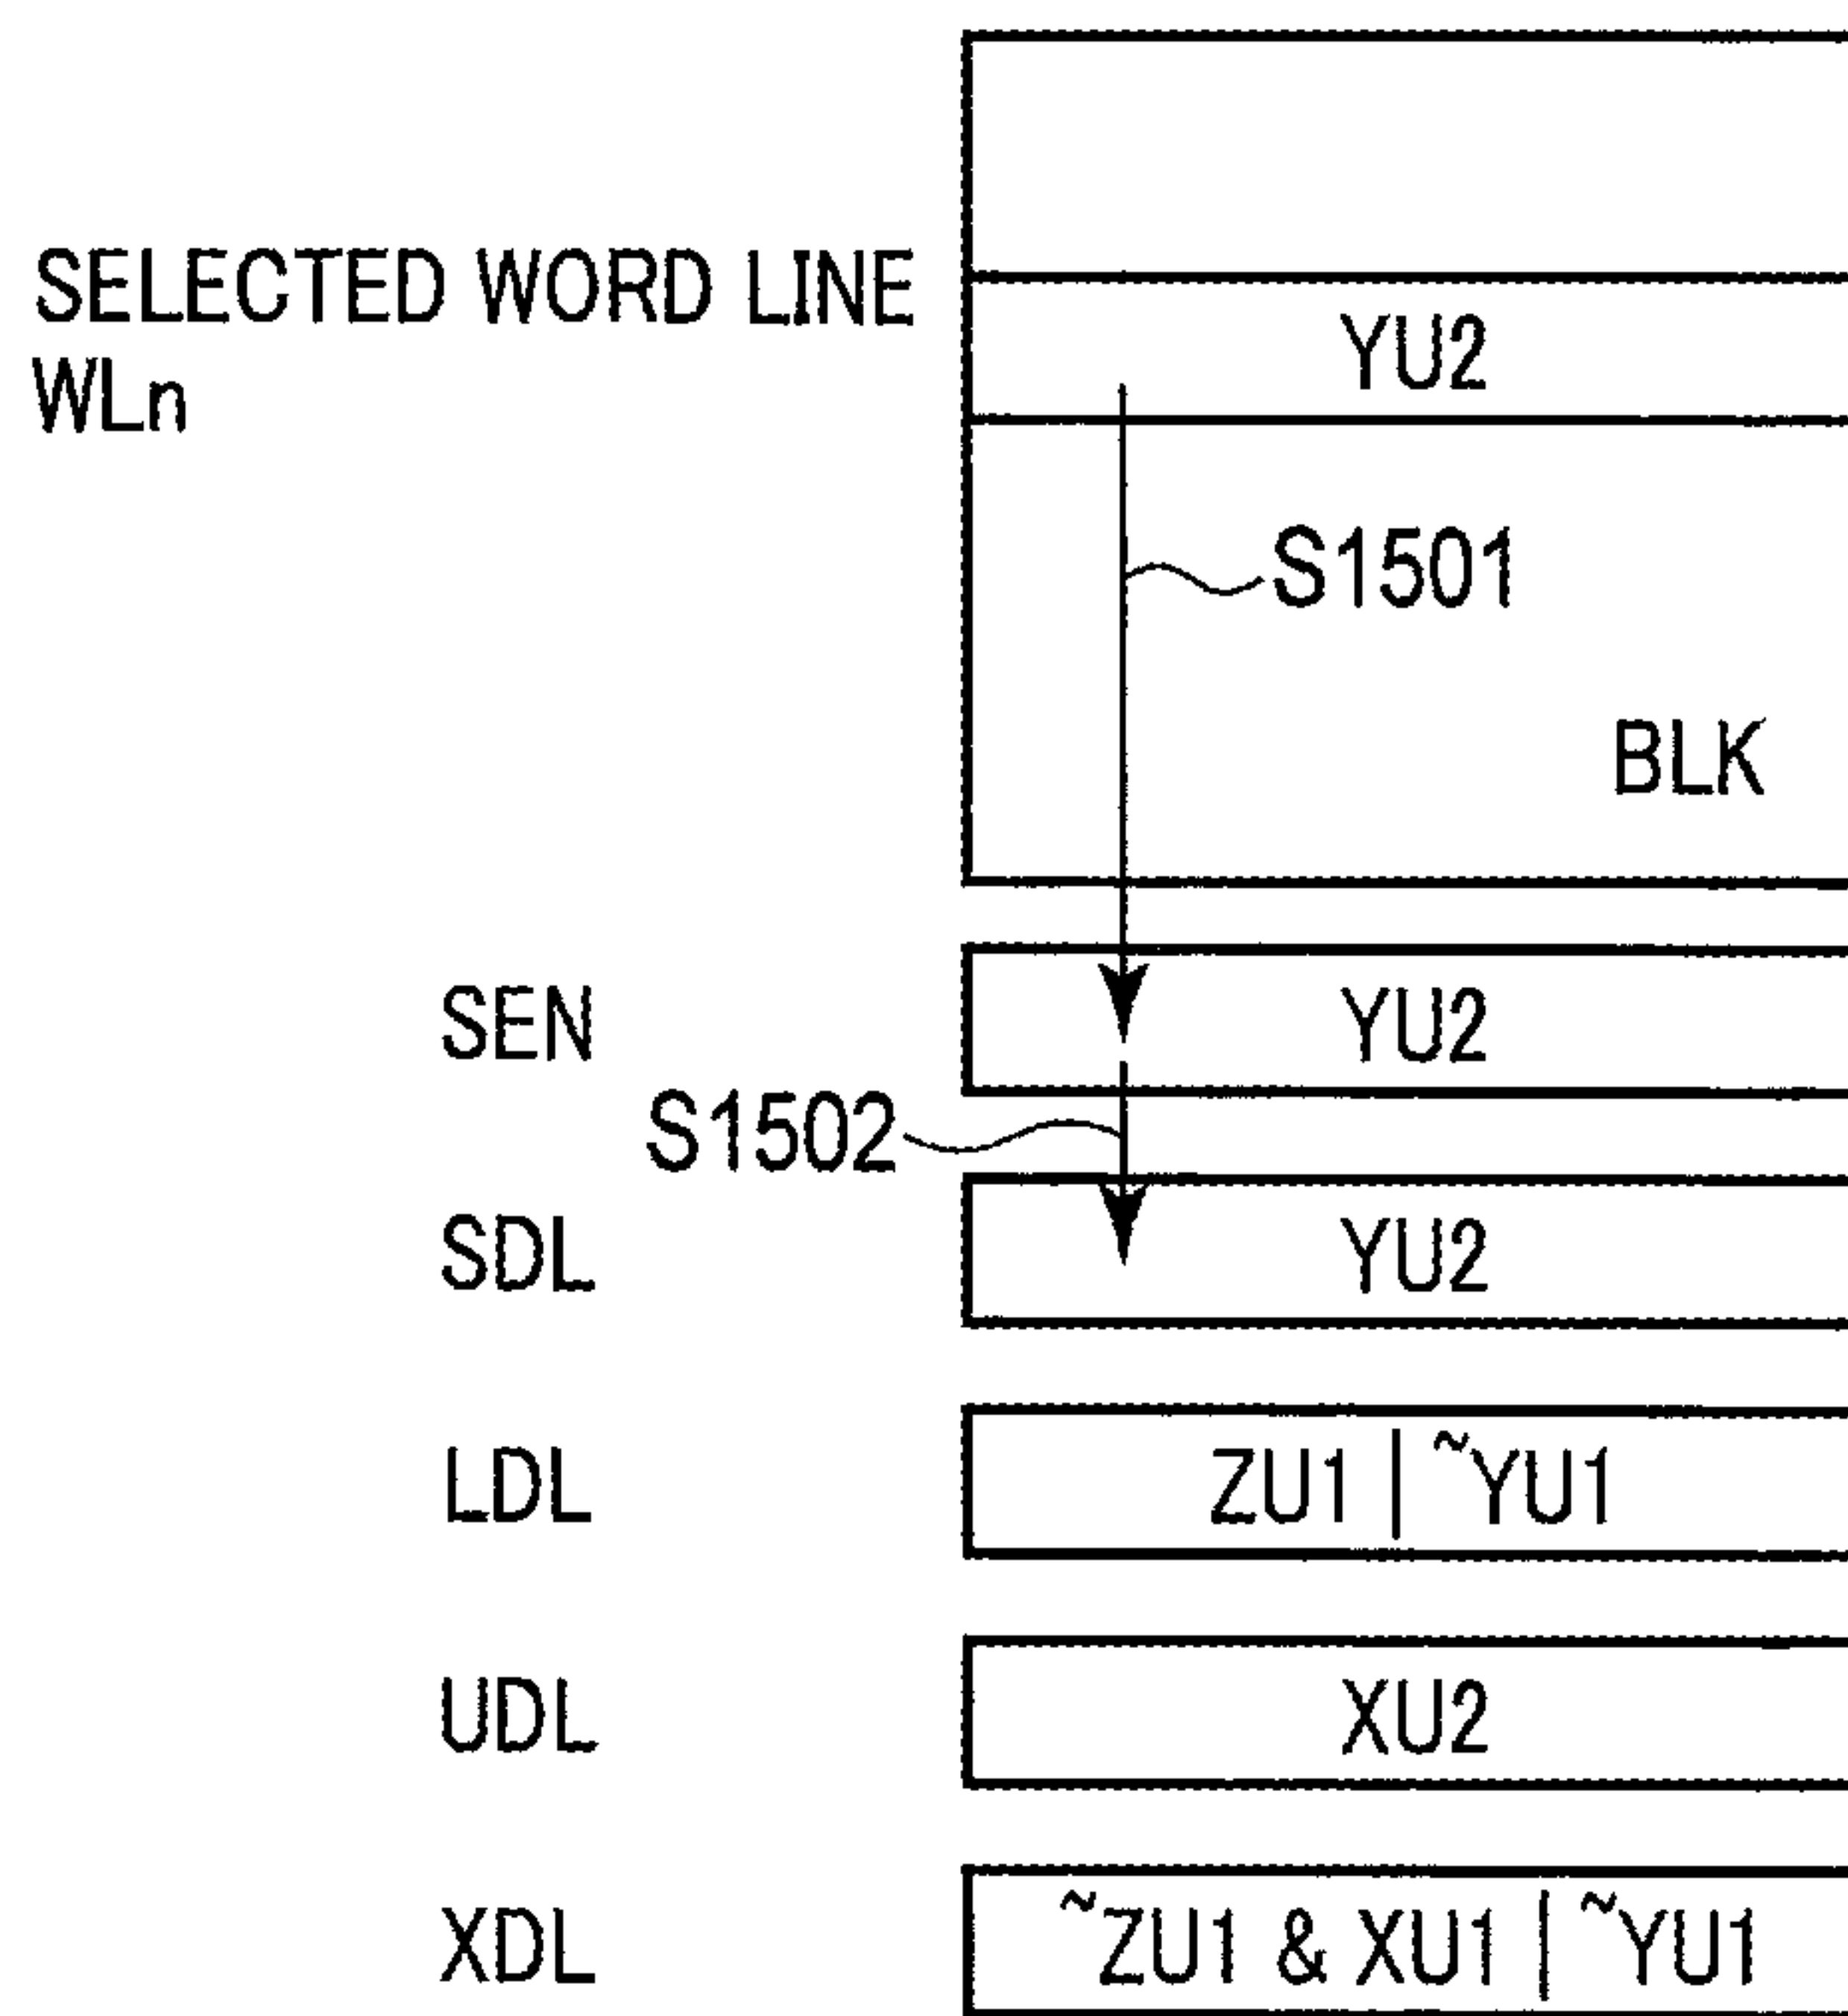 SELECTED WORD LINE
WLn
YU2
S1501
BLK
SEN
YU2
S1502
SDL
YU2
LDL
ZU1 | ~YU1
UDL
XU2
XDL
~ZU1 & XU1 | ~YU1